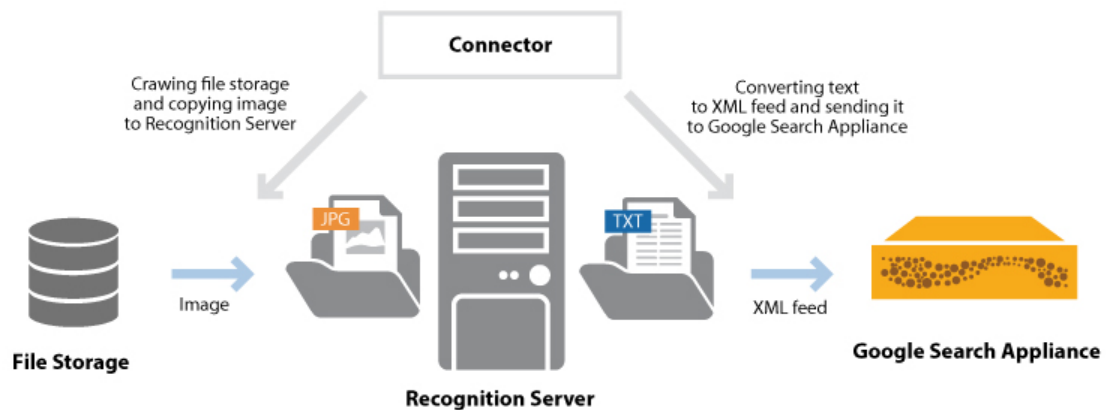 Connector
Crawing file storage
and copying image
to Recognition Server
Converting text
to XML feed and sending it
to Google Search Appliance
JPG
TXT
Image
XML feed
File Storage
Google Search Appliance
Recognition Server